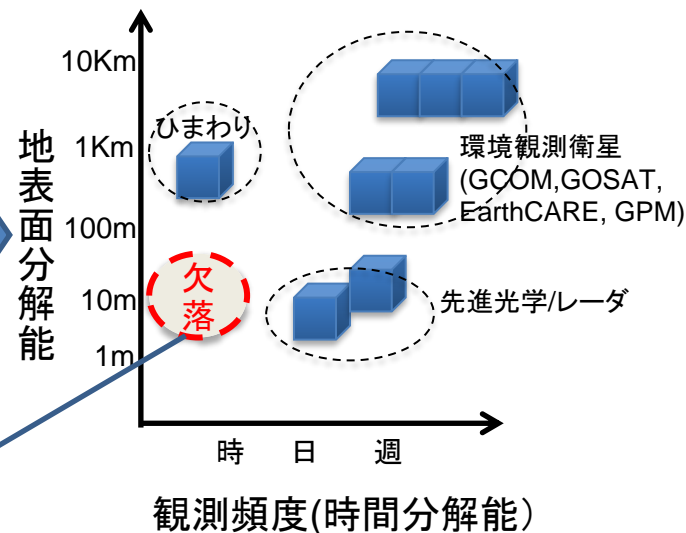 地表面分解能
10Km
1Km
100m
10m
1m
ひまわり
環境観測衛星
(GCOM,GOSAT,
EarthCARE, GPM)
欠
落
先進光学/レーダ
時 日 週
観測頻度(時間分解能）